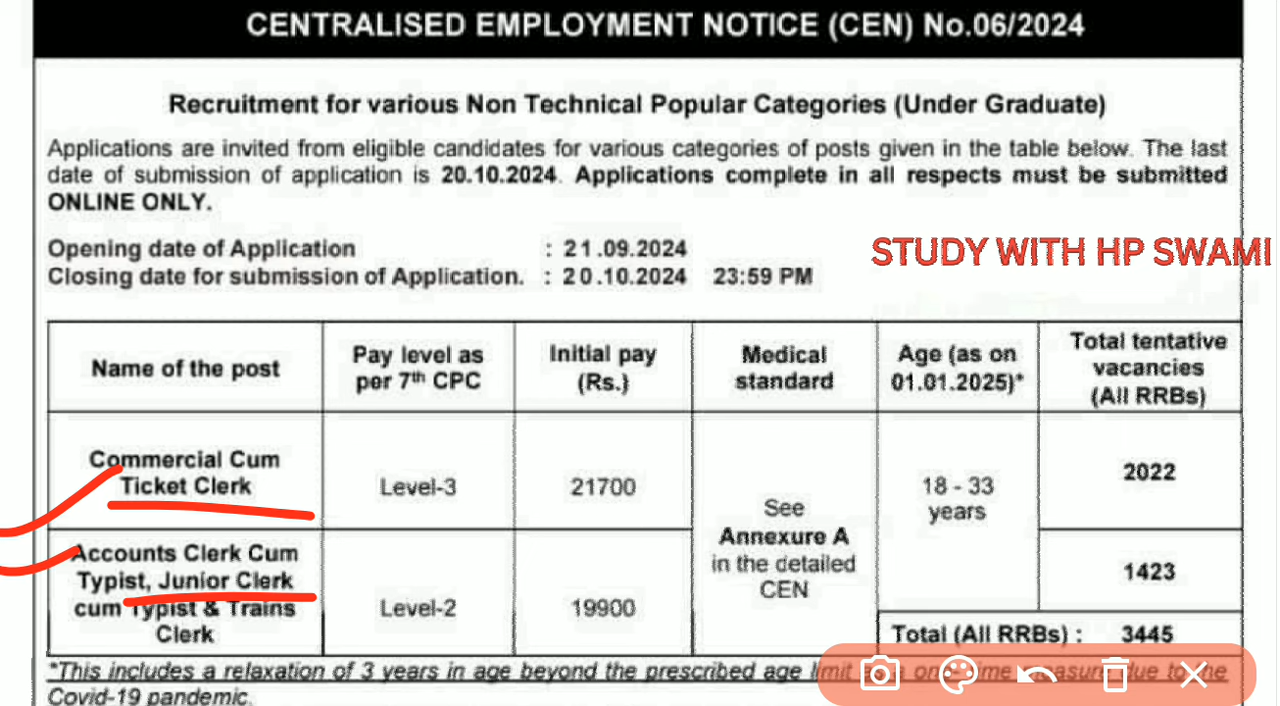 CENTRALISED EMPLOYMENT NOTICE (CEN) No.06/2024
Recruitment for various Non Technical Popular Categories (Under Graduate)
Applications are invited from eligible candidates for various categories of posts given in the table below. The last
date of submission of application is 20.10.2024. Applications complete in all respects must be submitted
ONLINE ONLY.
Opening date of Application : 21.09.2024
STUDY WITH HP SWAMI
Closing date for submission of Application. : 20.10.2024 23:59 PM
Name of the post
Pay level as
per 7th CPC
Initial pay
(Rs.)
Medical
standard
Age (as on
01.01.2025)*
Total tentative
vacancies
(All RRBs)
Commercial Cum
Ticket Clerk
Level-3
21700
See
Annexure A
in the detailed
CEN
18 - 33
years
2022
Accounts Clerk Cum
Typist, Junior Clerk
cum Typist & Trains
Clerk
Level-2
19900
1423
Total (All RRBs) : 3445
*This includes a relaxation of 3 years in age beyond the prescribed age limit as a one-time measure due to the
Covid-19 pandemic.